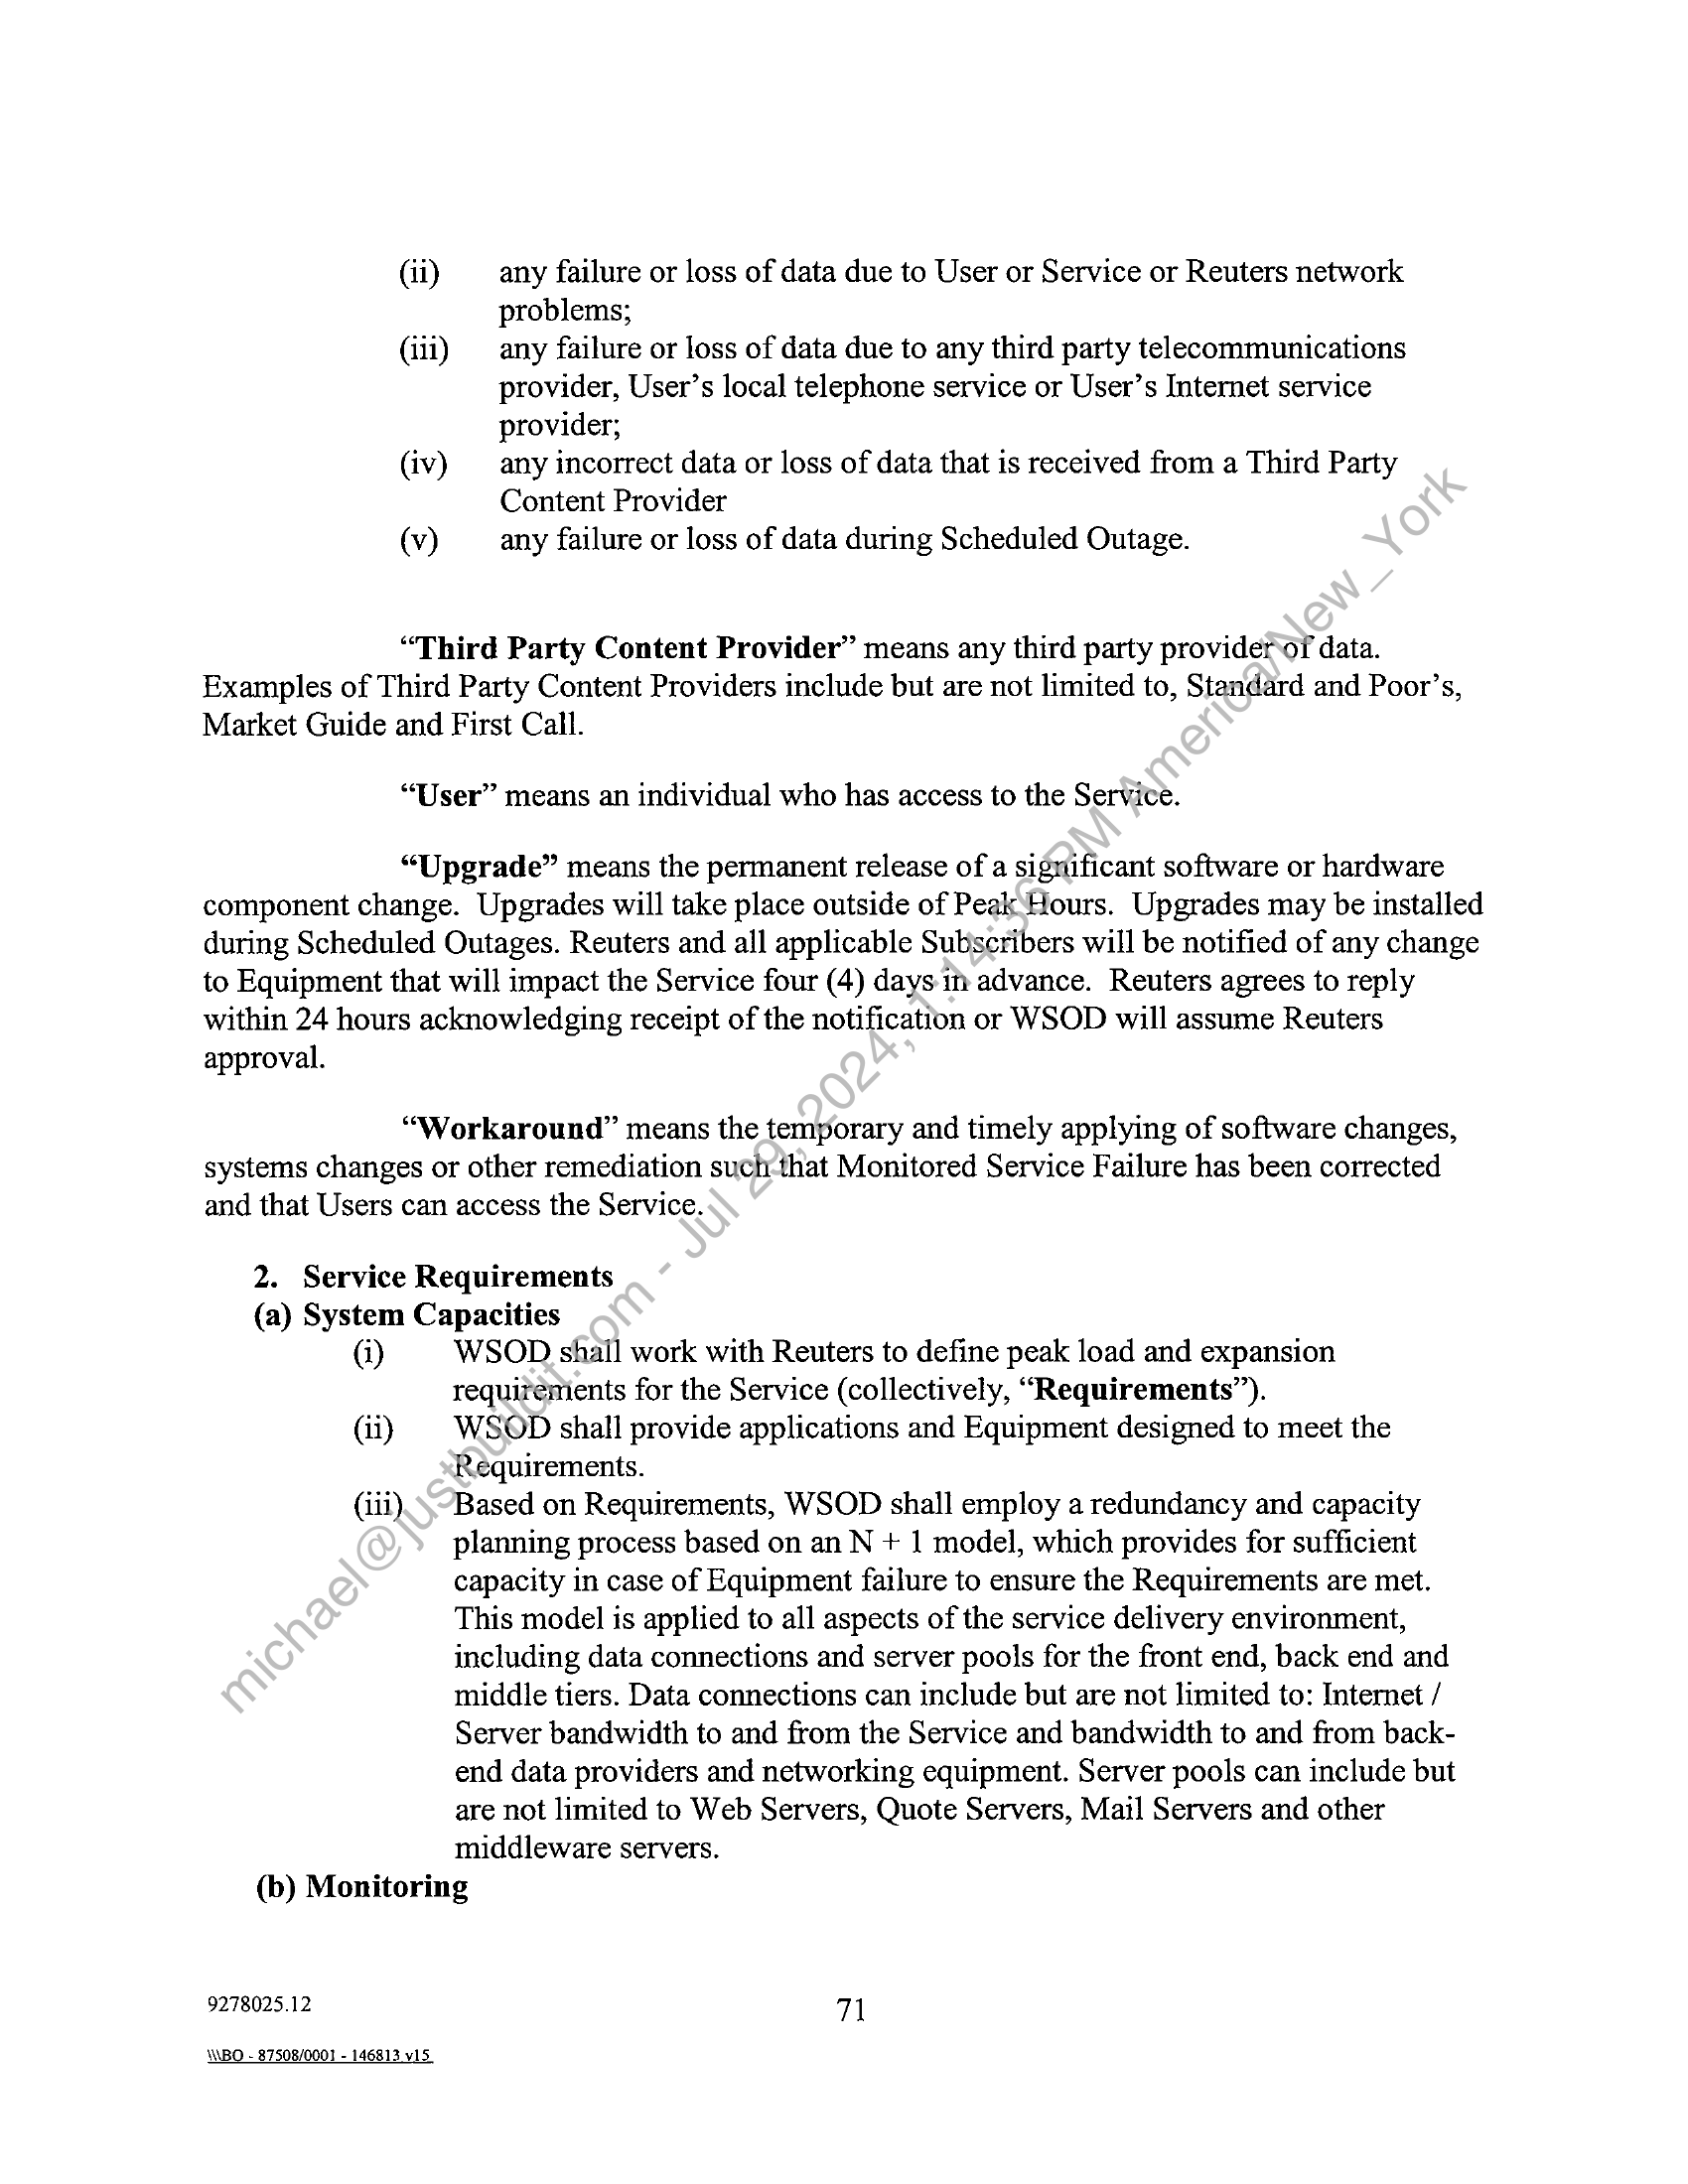 (ii) any failure or loss of data due to User or Service or Reuters network
problems;
(iii) any failure or loss of data due to any third party telecommunications
provider, User’s local telephone service or User’s Internet service
provider;
(iv) any incorrect data or loss of data that is received from a Third Party
Content Provider
(v) any failure or loss of data during Scheduled Outage.
“Third Party Content Provider” means any third party provider of data.
Examples of Third Party Content Providers include but are not limited to, Standard and Poor’s,
Market Guide and First Call.
“User” means an individual who has access to the Service.
“Upgrade” means the permanent release of a significant software or hardware
component change. Upgrades will take place outside of Peak Hours. Upgrades may be installed
during Scheduled Outages. Reuters and all applicable Subscribers will be notified of any change
to Equipment that will impact the Service four (4) days in advance. Reuters agrees to reply
within 24 hours acknowledging receipt of the notification or WSOD will assume Reuters
approval.
“Workaround” means the temporary and timely applying of software changes,
systems changes or other remediation such that Monitored Service Failure has been corrected
and that Users can access the Service.
2. Service Requirements
(a) System Capacities
(i) WSOD shall work with Reuters to define peak load and expansion
requirements for the Service (collectively, “Requirements”).
(ii) WSOD shall provide applications and Equipment designed to meet the
Requirements.
(iii) Based on Requirements, WSOD shall employ a redundancy and capacity
planning process based on an N + 1 model, which provides for sufficient
capacity in case of Equipment failure to ensure the Requirements are met.
This model is applied to all aspects of the service delivery environment,
including data connections and server pools for the front end, back end and
middle tiers. Data connections can include but are not limited to: Internet /
Server bandwidth to and from the Service and bandwidth to and from back-
end data providers and networking equipment. Server pools can include but
are not limited to Web Servers, Quote Servers, Mail Servers and other
middleware servers.
(b) Monitoring
9278025.12
71
\\\BO - 87508/0001 - 146813 v15
michael@justbuildit.com - Jul 29, 2024, 1:14:36 PM America/New_York